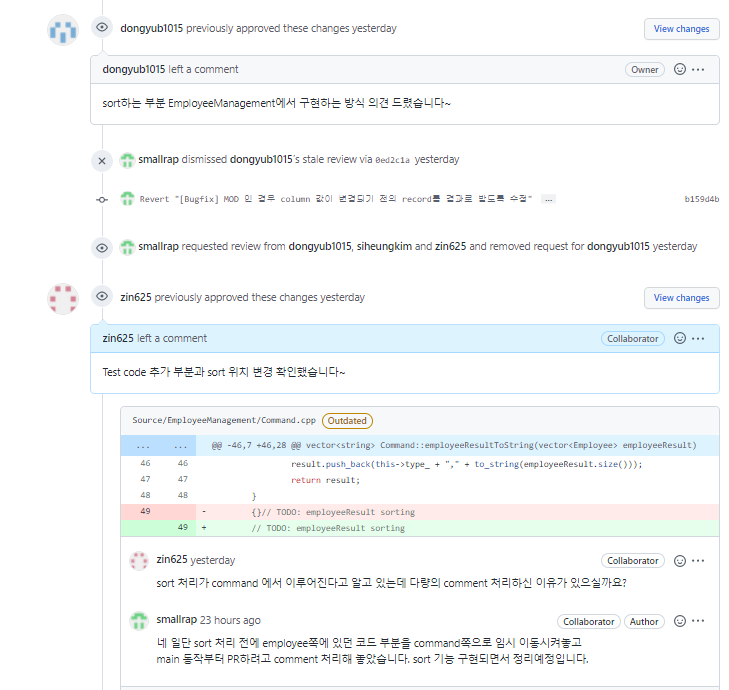 dongyub1015 previously approved these changes yesterday
View changes
dongyub1015 left a comment
Owner
sort하는 부분 EmployeeManagement에서 구현하는 방식 의견 드렸습니다~
smallrap dismissed dongyub1015's stale review via 0ed2c1a yesterday
Revert "[Bugfix] MOD 인 경우 column 값이 변경되기 전의 record를 결과로 받도록 수정" ...
b159d4b
smallrap requested review from dongyub1015, siheungkim and zin625 and removed request for dongyub1015 yesterday
zin625 previously approved these changes yesterday
View changes
zin625 left a comment
Collaborator
Test code 추가 부분과 sort 위치 변경 확인했습니다~
Source/EmployeeManagement/Command.cpp Outdated
... ... @@ -46,7 +46,28 @@ vector<string> Command::employeeResultToString(vector<Employee> employeeResult)
46 46 result.push_back(this->type_ + "," + to_string(employeeResult.size()));
47 47 return result;
48 48 }
49 - {}// TODO: employeeResult sorting
49 + // TODO: employeeResult sorting
zin625 yesterday
Collaborator
sort 처리가 command 에서 이루어진다고 알고 있는데 다량의 comment 처리하신 이유가 있으실까요?
smallrap 23 hours ago
Collaborator Author
네 일단 sort 처리 전에 employee쪽에 있던 코드 부분을 command쪽으로 임시 이동시켜놓고
main 동작부터 PR하려고 comment 처리해 놓았습니다. sort 기능 구현되면서 정리예정입니다.